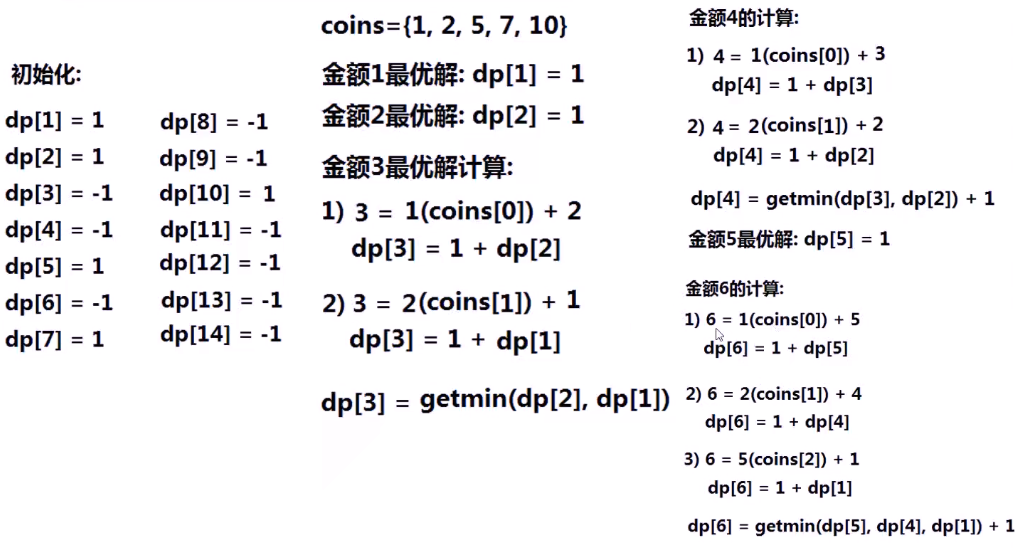 初始化:
dp[1] = 1
dp[2] = 1
dp[3] = -1
dp[4] = -1
dp[5] = 1
dp[6] = -1
dp[7] = 1
dp[8] = -1
dp[9] = -1
dp[10] = 1
dp[11] = -1
dp[12] = -1
dp[13] = -1
dp[14] = -1
coins={1, 2, 5, 7, 10}
金额1最优解: dp[1] = 1
金额2最优解: dp[2] = 1
金额3最优解计算:
1) 3 = 1(coins[0]) + 2
dp[3] = 1 + dp[2]
2) 3 = 2(coins[1]) + 1
dp[3] = 1 + dp[1]
dp[3] = getmin(dp[2], dp[1])
金额4的计算:
1) 4 = 1(coins[0]) + 3
dp[4] = 1 + dp[3]
2) 4 = 2(coins[1]) + 2
dp[4] = 1 + dp[2]
dp[4] = getmin(dp[3], dp[2]) + 1
金额5最优解: dp[5] = 1
金额6的计算:
1) 6 = 1(coins[0]) + 5
dp[6] = 1 + dp[5]
2) 6 = 2(coins[1]) + 4
dp[6] = 1 + dp[4]
3) 6 = 5(coins[2]) + 1
dp[6] = 1 + dp[1]
dp[6] = getmin(dp[5], dp[4], dp[1]) + 1